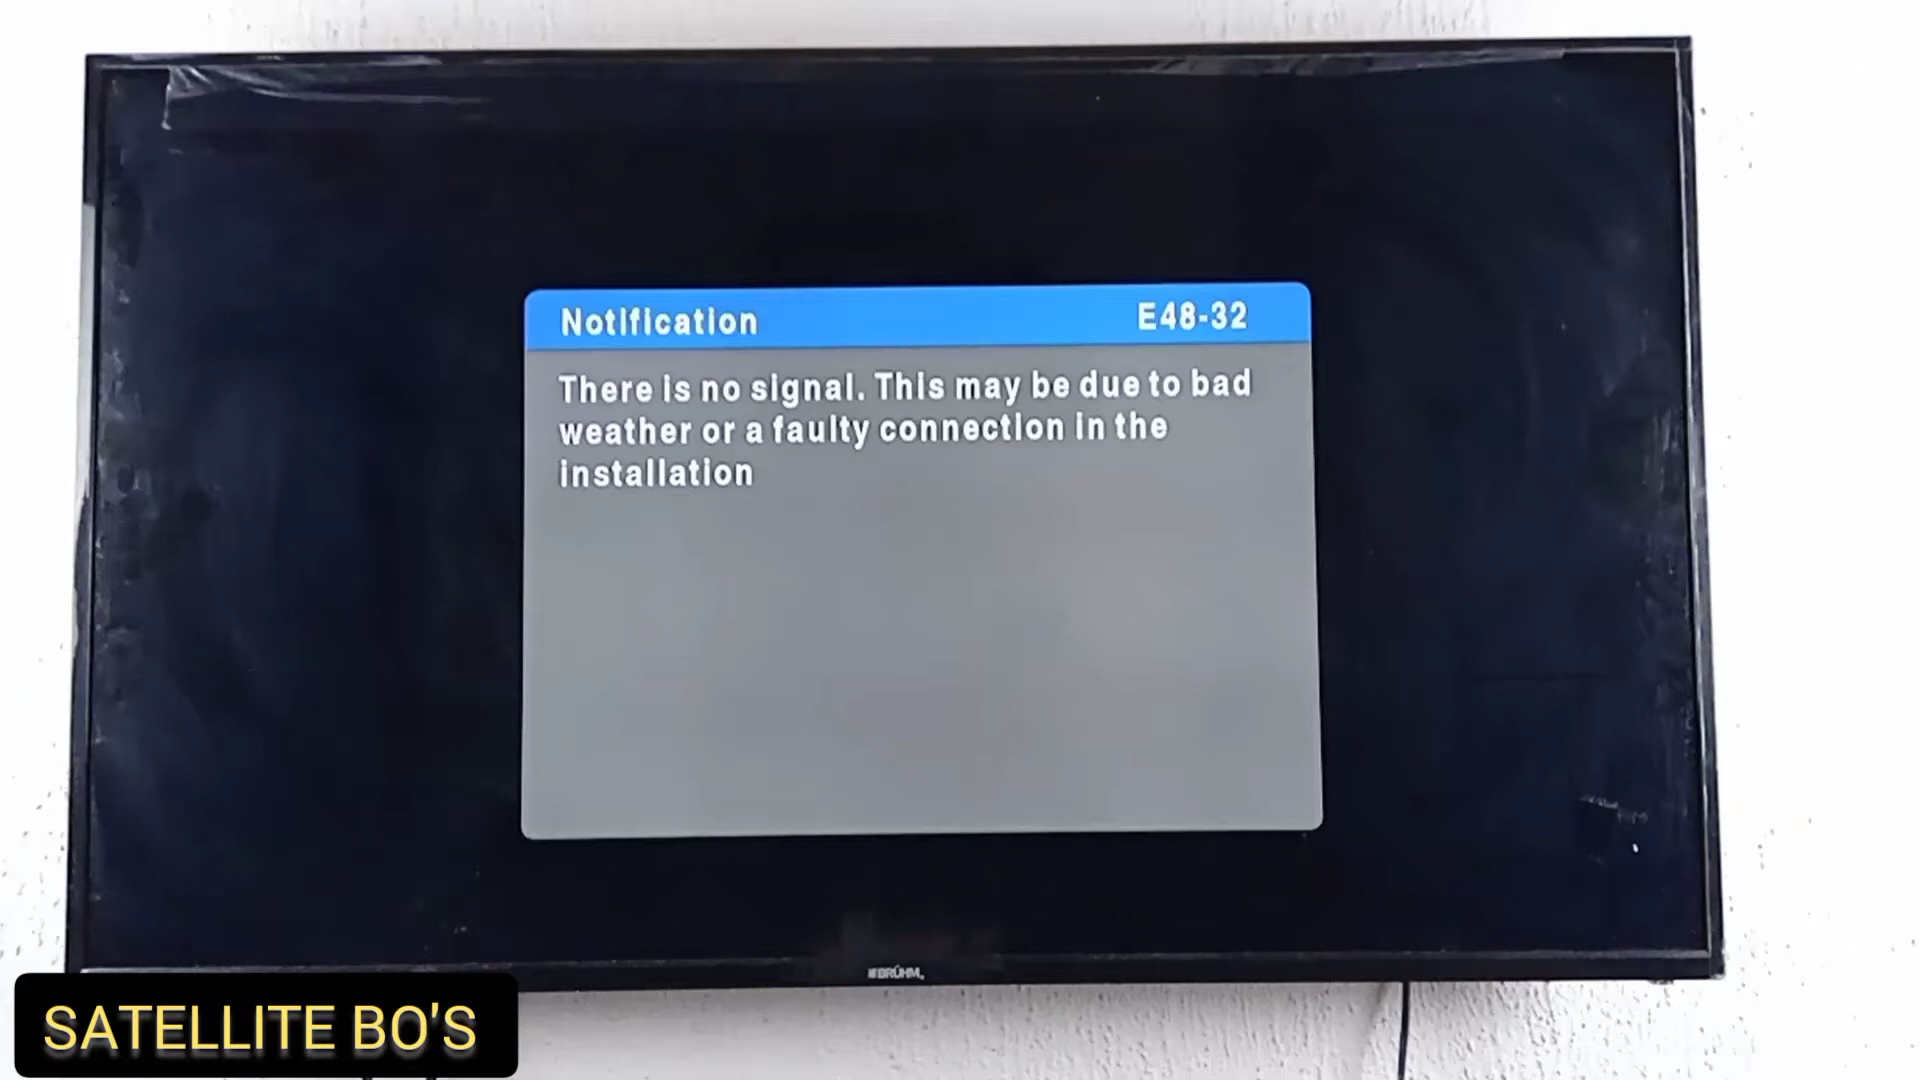 Notification E48-32
There is no signal. This may be due to bad
weather or a faulty connection in the
installation
BRÜHM
SATELLITE BO'S